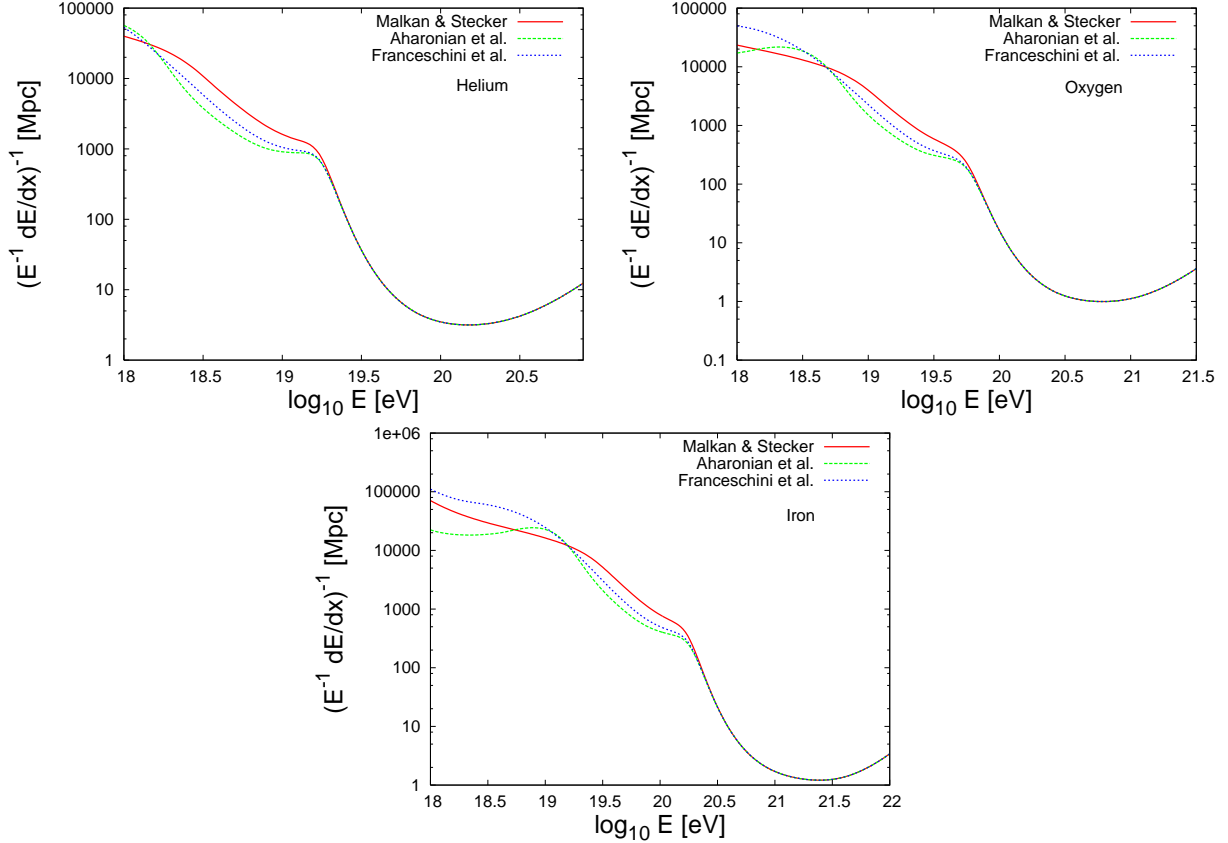 100000
10000
1000
100
10
1
(E⁻¹ dE/dx)⁻¹ [Mpc]
Malkan & Stecker
Aharonian et al.
Franceschini et al.
Helium
18 18.5 19 19.5 20 20.5
log₁₀ E [eV]
100000
10000
1000
100
10
1
0.1
(E⁻¹ dE/dx)⁻¹ [Mpc]
Malkan & Stecker
Aharonian et al.
Franceschini et al.
Oxygen
18 18.5 19 19.5 20 20.5 21 21.5
log₁₀ E [eV]
1e+06
100000
10000
1000
100
10
1
(E⁻¹ dE/dx)⁻¹ [Mpc]
Malkan & Stecker
Aharonian et al.
Franceschini et al.
Iron
18 18.5 19 19.5 20 20.5 21 21.5 22
log₁₀ E [eV]